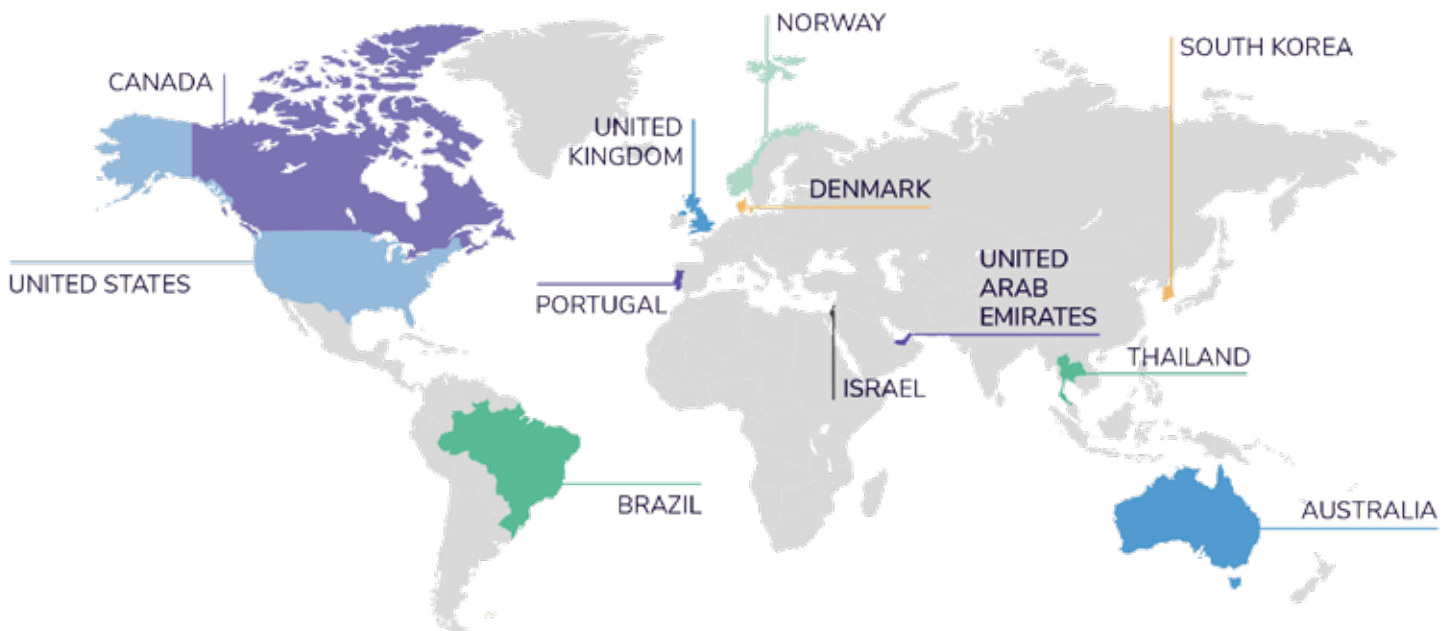 NORWAY
SOUTH KOREA
CANADA
UNITED
KINGDOM
DENMARK
UNITED STATES
PORTUGAL
UNITED
ARAB
EMIRATES
THAILAND
ISRAEL
BRAZIL
AUSTRALIA